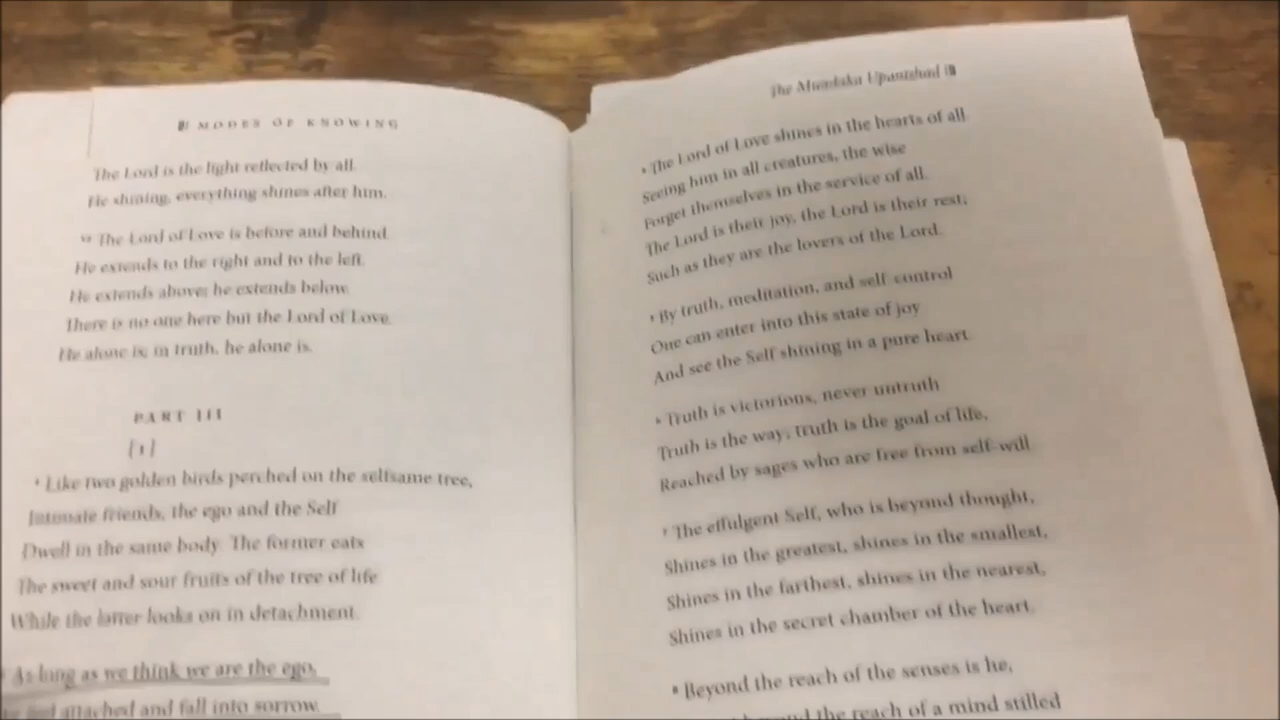 MODES OF KNOWING
The Lord is the light reflected by all.
He shining, everything shines after him.
The Lord of Love is before and behind.
He extends to the right and to the left.
He extends above; he extends below.
There is no one here but the Lord of Love.
He alone is; in truth, he alone is.
PART III
[1]
Like two golden birds perched on the selfsame tree,
Intimate friends, the ego and the Self
Dwell in the same body. The former eats
The sweet and sour fruits of the tree of life
While the latter looks on in detachment.
As long as we think we are the ego,
attached and fall into sorrow.
The Mundaka Upanishad
The Lord of Love shines in the hearts of all.
Seeing him in all creatures, the wise
Forget themselves in the service of all.
The Lord is their joy, the Lord is their rest;
Such as they are the lovers of the Lord.
By truth, meditation, and self-control
One can enter into this state of joy
And see the Self shining in a pure heart.
Truth is victorious, never untruth.
Truth is the way; truth is the goal of life,
Reached by sages who are free from self-will.
The effulgent Self, who is beyond thought,
Shines in the greatest, shines in the smallest,
Shines in the farthest, shines in the nearest,
Shines in the secret chamber of the heart.
Beyond the reach of the senses is he,
beyond the reach of a mind stilled